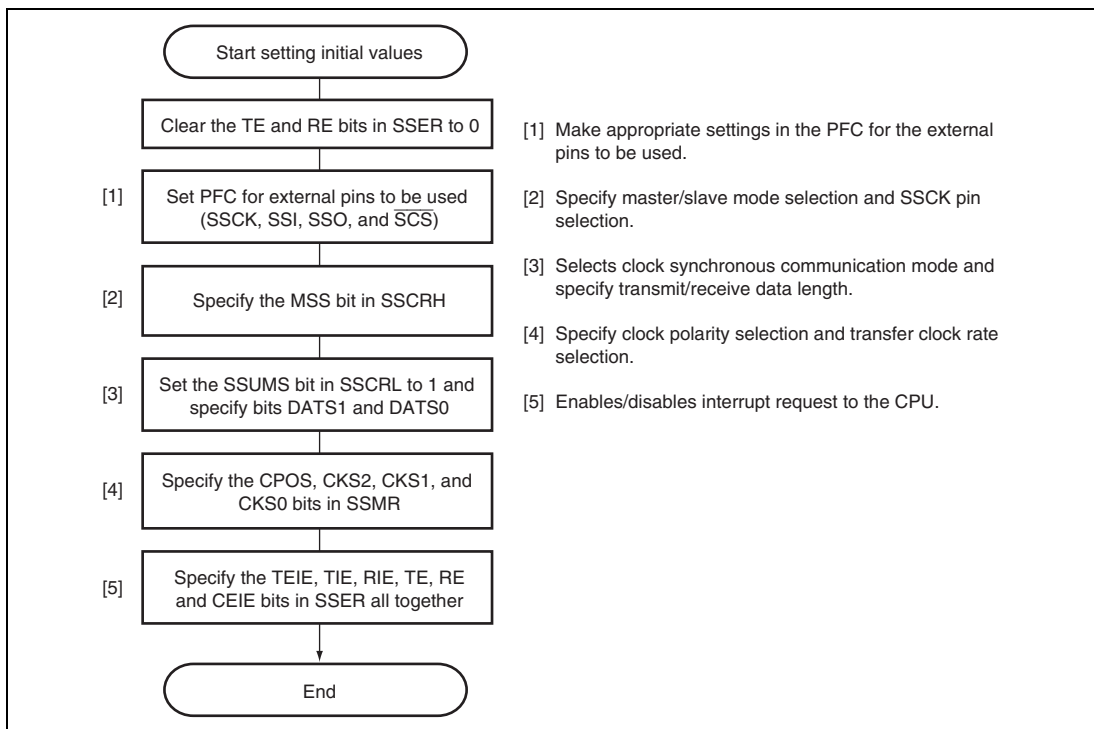 Start setting initial values
Clear the TE and RE bits in SSER to 0
[1]
Set PFC for external pins to be used
(SSCK, SSI, SSO, and SCS)
[2]
Specify the MSS bit in SSCRH
[3]
Set the SSUMS bit in SSCRL to 1 and
specify bits DATS1 and DATS0
[4]
Specify the CPOS, CKS2, CKS1, and
CKS0 bits in SSMR
[5]
Specify the TEIE, TIE, RIE, TE, RE
and CEIE bits in SSER all together
End
[1] Make appropriate settings in the PFC for the external
pins to be used.
[2] Specify master/slave mode selection and SSCK pin
selection.
[3] Selects clock synchronous communication mode and
specify transmit/receive data length.
[4] Specify clock polarity selection and transfer clock rate
selection.
[5] Enables/disables interrupt request to the CPU.